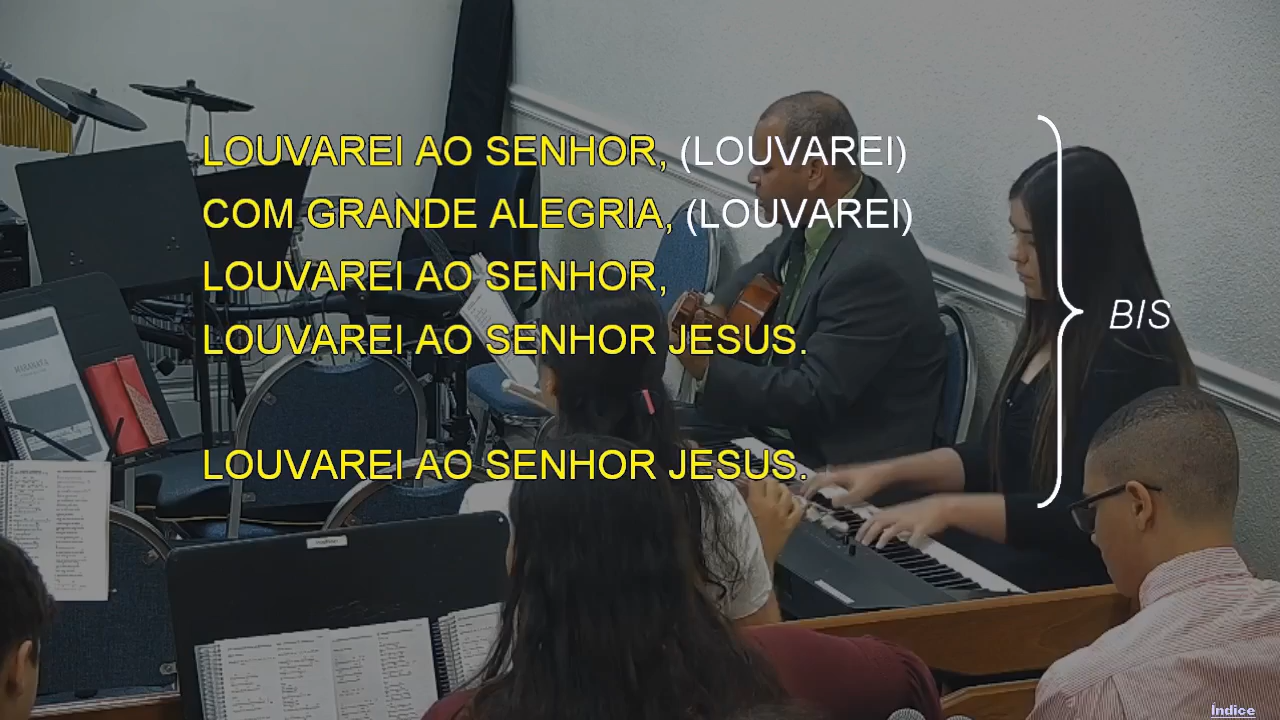 LOUVAREI AO SENHOR, (LOUVAREI)
COM GRANDE ALEGRIA, (LOUVAREI)
LOUVAREI AO SENHOR,
LOUVAREI AO SENHOR JESUS.
BIS
LOUVAREI AO SENHOR JESUS.
MARANATA
Índice